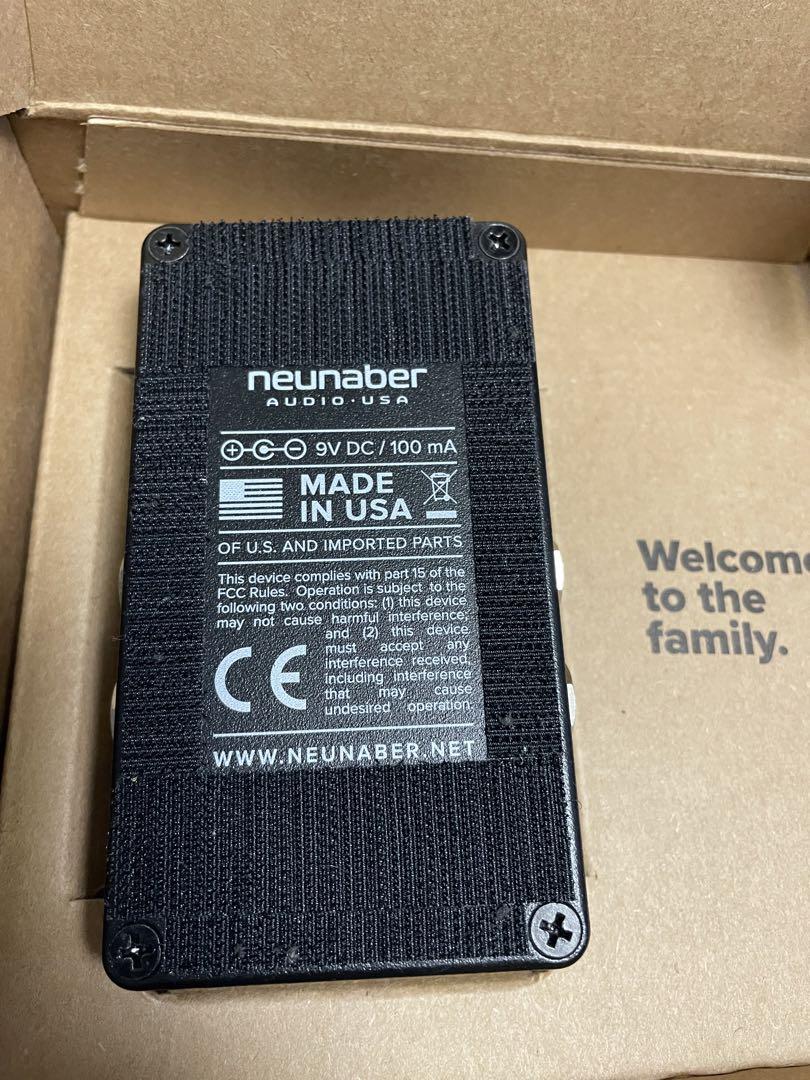 neunaber
AUDIO·USA
9V DC / 100 mA
MADE
IN USA
OF U.S. AND IMPORTED PARTS
This device complies with part 15 of the
FCC Rules. Operation is subject to the
following two conditions: (1) this device
may not cause harmful interference,
and (2) this device
must accept any
interference received,
including interference
that may cause
undesired operation.
CE
WWW.NEUNABER.NET
Welcome
to the
family.